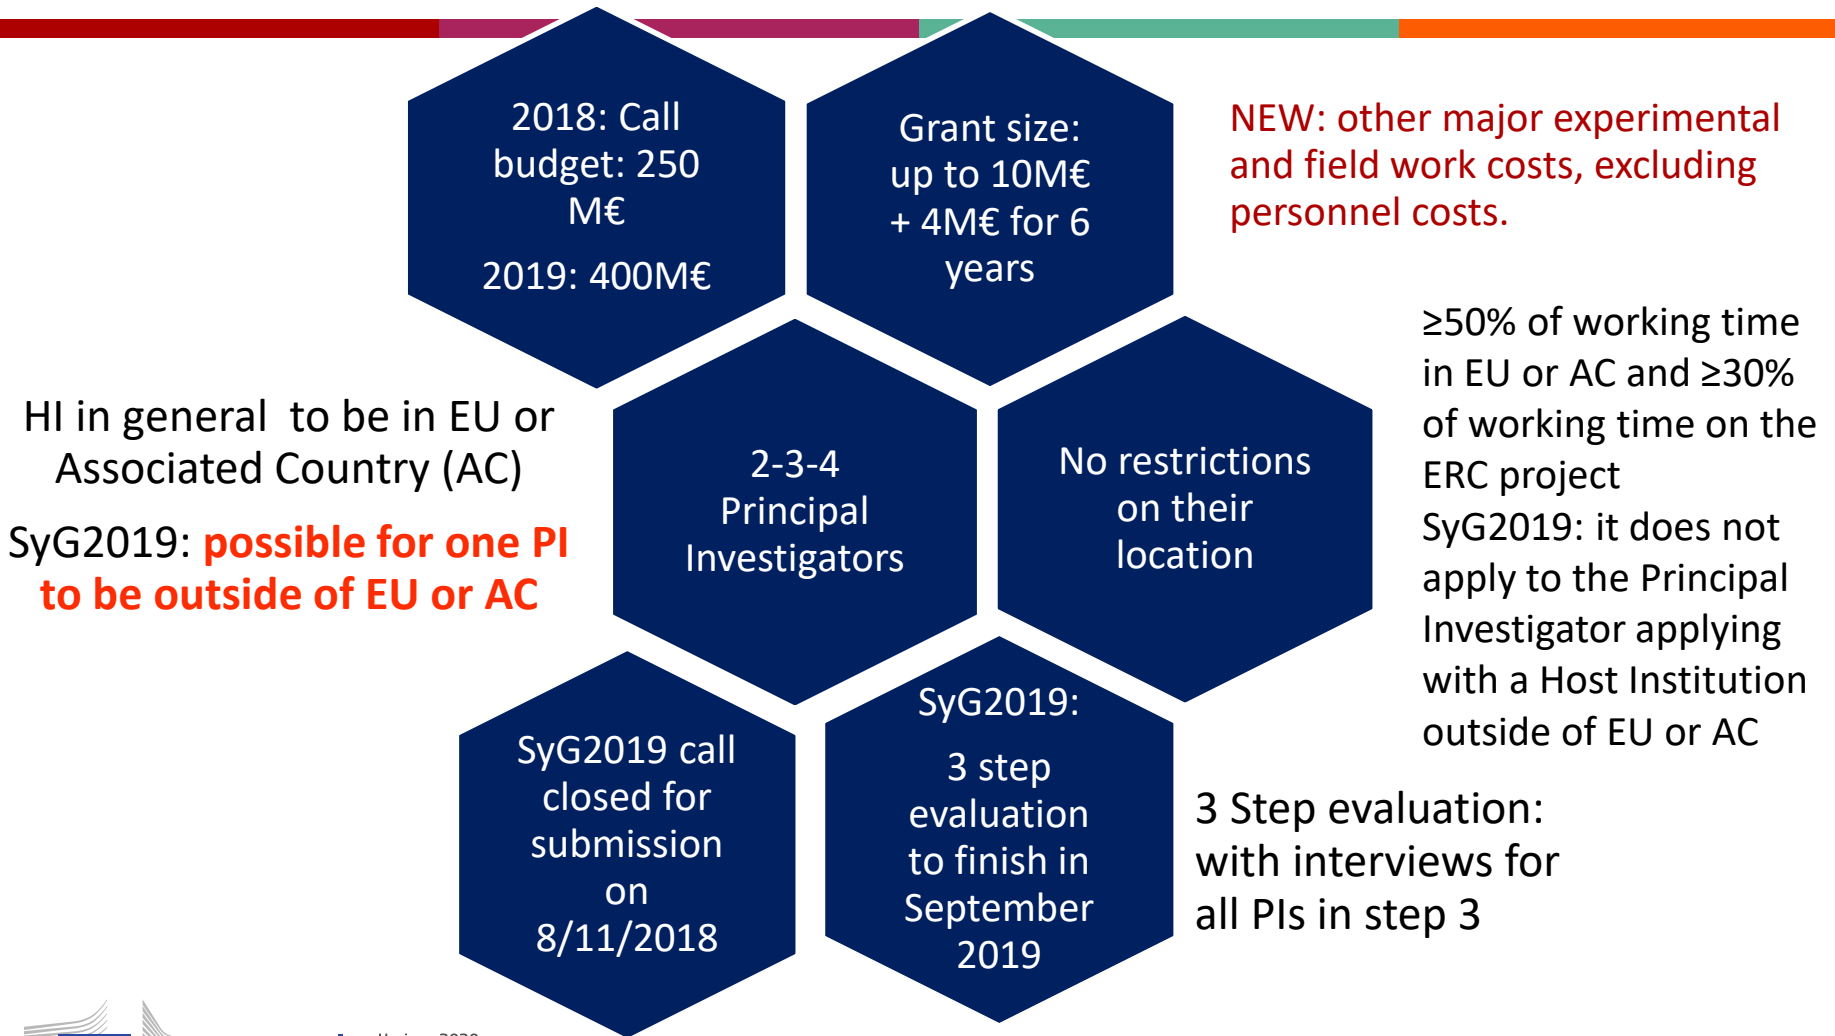 2018: Call
budget: 250
M€
2019: 400M€
Grant size:
up to 10M€
+ 4M€ for 6
years
NEW: other major experimental
and field work costs, excluding
personnel costs.
HI in general to be in EU or
Associated Country (AC)
SyG2019: possible for one PI
to be outside of EU or AC
2-3-4
Principal
Investigators
No restrictions
on their
location
≥50% of working time
in EU or AC and ≥30%
of working time on the
ERC project
SyG2019: it does not
apply to the Principal
Investigator applying
with a Host Institution
outside of EU or AC
SyG2019 call
closed for
submission
on
8/11/2018
SyG2019:
3 step
evaluation
to finish in
September
2019
3 Step evaluation:
with interviews for
all PIs in step 3